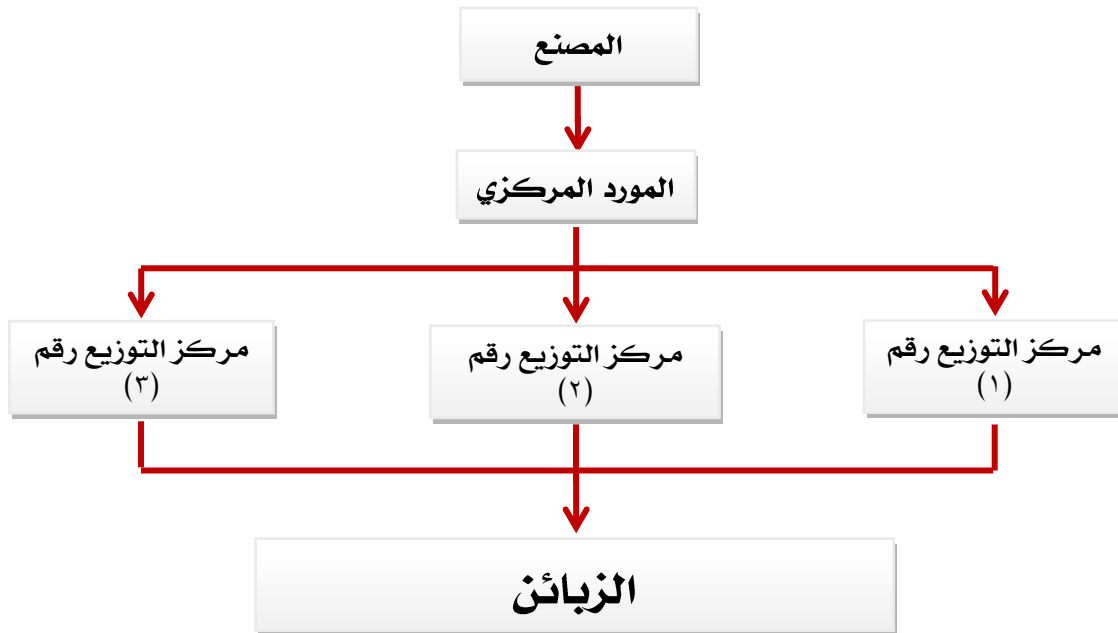 المصنع
المورد المركزي
مركز التوزيع رقم
(١)
مركز التوزيع رقم
(٢)
مركز التوزيع رقم
(٣)
الزبائن